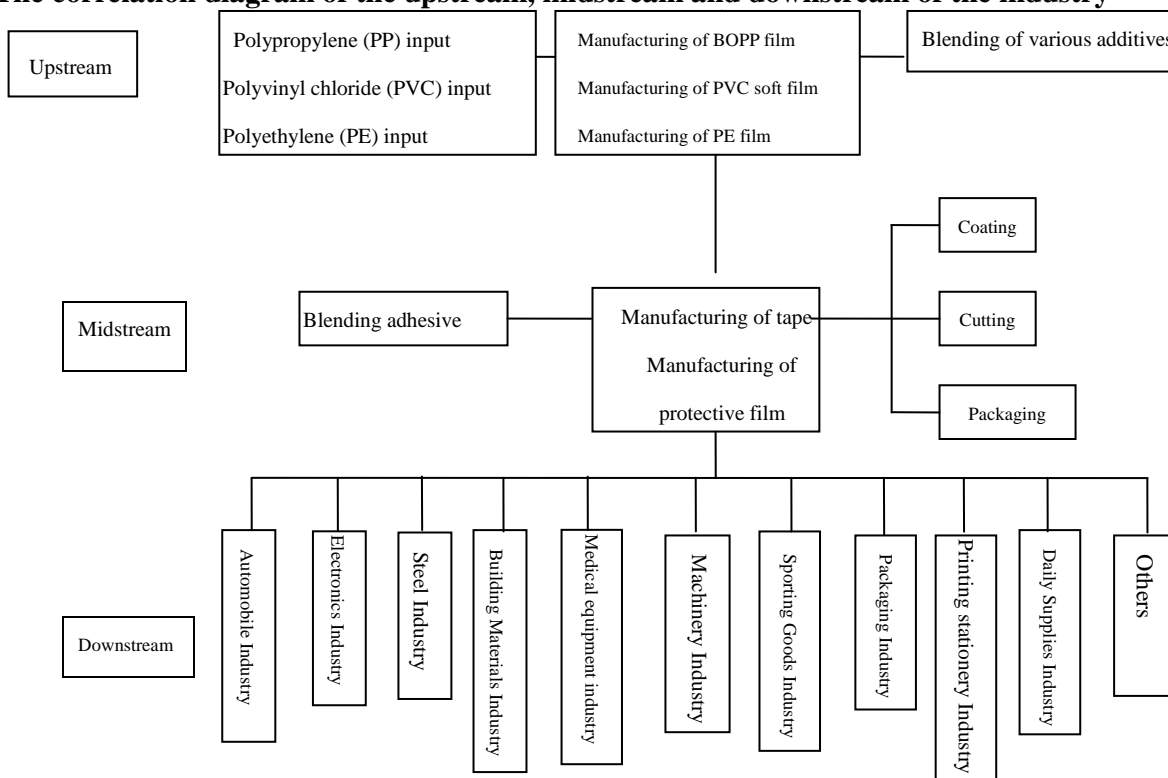 The correlation diagram of the upstream, midstream and downstream of the industry
Upstream
Polypropylene (PP) input
Polyvinyl chloride (PVC) input
Polyethylene (PE) input
Manufacturing of BOPP film
Manufacturing of PVC soft film
Manufacturing of PE film
Blending of various additives
Midstream
Blending adhesive
Manufacturing of tape
Manufacturing of
protective film
Coating
Cutting
Packaging
Downstream
Automobile Industry
Electronics Industry
Steel Industry
Building Materials Industry
Medical equipment industry
Machinery Industry
Sporting Goods Industry
Packaging Industry
Printing stationery Industry
Daily Supplies Industry
Others